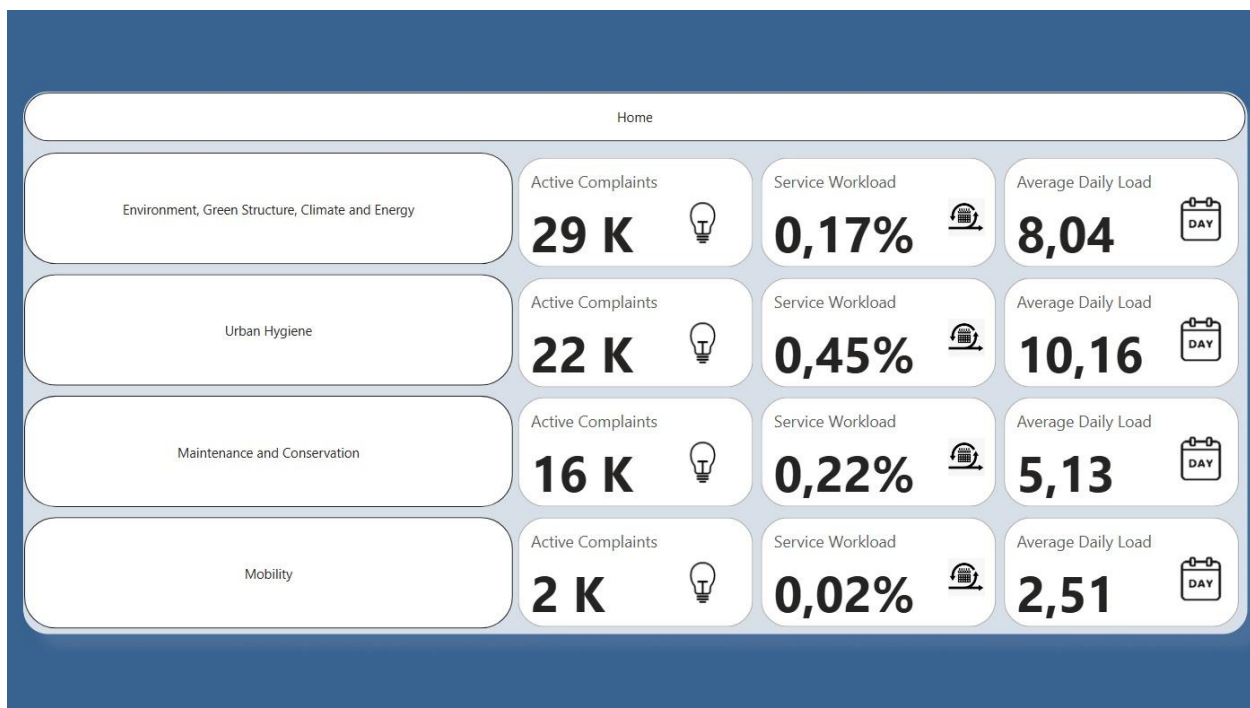 Home
Environment, Green Structure, Climate and Energy
Active Complaints
29 K
Service Workload
0,17%
Average Daily Load
8,04
DAY
Urban Hygiene
Active Complaints
22 K
Service Workload
0,45%
Average Daily Load
10,16
DAY
Maintenance and Conservation
Active Complaints
16 K
Service Workload
0,22%
Average Daily Load
5,13
DAY
Mobility
Active Complaints
2 K
Service Workload
0,02%
Average Daily Load
2,51
DAY